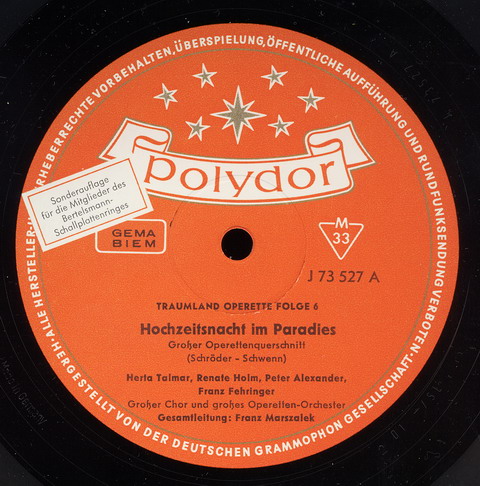 ALLE HERSTELLER- URHEBERRECHTE VORBEHALTEN, ÜBERSPIELUNG, ÖFFENTLICHE AUFFÜHRUNG UND RUNDFUNKSENDUNG VERBOTEN.
polydor
Sonderauflage
für die Mitglieder des
Bertelsmann-
Schallplattenringes
GEMA
BIEM
M
33
J 73 527 A
TRAUMLAND OPERETTE FOLGE 6
Hochzeitsnacht im Paradies
Großer Operettenquerschnitt
(Schröder - Schwenn)
Herta Talmar, Renate Holm, Peter Alexander,
Franz Fehringer
Großer Chor und großes Operetten-Orchester
Gesamtleitung: Franz Marszalek
HERGESTELLT VON DER DEUTSCHEN GRAMMOPHON GESELLSCHAFT